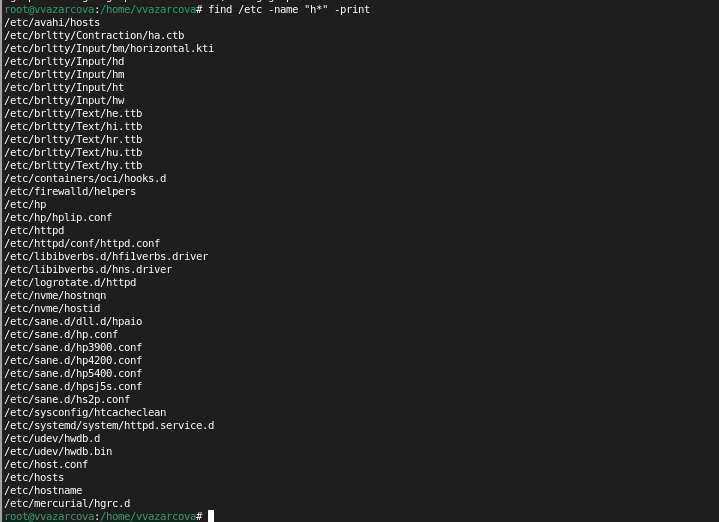 root@vvazarcova:/home/vvazarcova# find /etc -name "h*" -print
/etc/avahi/hosts
/etc/brltty/Contraction/ha.ctb
/etc/brltty/Input/bm/horizontal.kti
/etc/brltty/Input/hd
/etc/brltty/Input/hm
/etc/brltty/Input/ht
/etc/brltty/Input/hw
/etc/brltty/Text/he.ttb
/etc/brltty/Text/hi.ttb
/etc/brltty/Text/hr.ttb
/etc/brltty/Text/hu.ttb
/etc/brltty/Text/hy.ttb
/etc/containers/oci/hooks.d
/etc/firewalld/helpers
/etc/hp
/etc/hp/hplip.conf
/etc/httpd
/etc/httpd/conf/httpd.conf
/etc/libibverbs.d/hfi1verbs.driver
/etc/libibverbs.d/hns.driver
/etc/logrotate.d/httpd
/etc/nvme/hostnqn
/etc/nvme/hostid
/etc/sane.d/dll.d/hpaio
/etc/sane.d/hp.conf
/etc/sane.d/hp3900.conf
/etc/sane.d/hp4200.conf
/etc/sane.d/hp5400.conf
/etc/sane.d/hpsj5s.conf
/etc/sane.d/hs2p.conf
/etc/sysconfig/htcacheclean
/etc/systemd/system/httpd.service.d
/etc/udev/hwdb.d
/etc/udev/hwdb.bin
/etc/host.conf
/etc/hosts
/etc/hostname
/etc/mercurial/hgrc.d
root@vvazarcova:/home/vvazarcova#